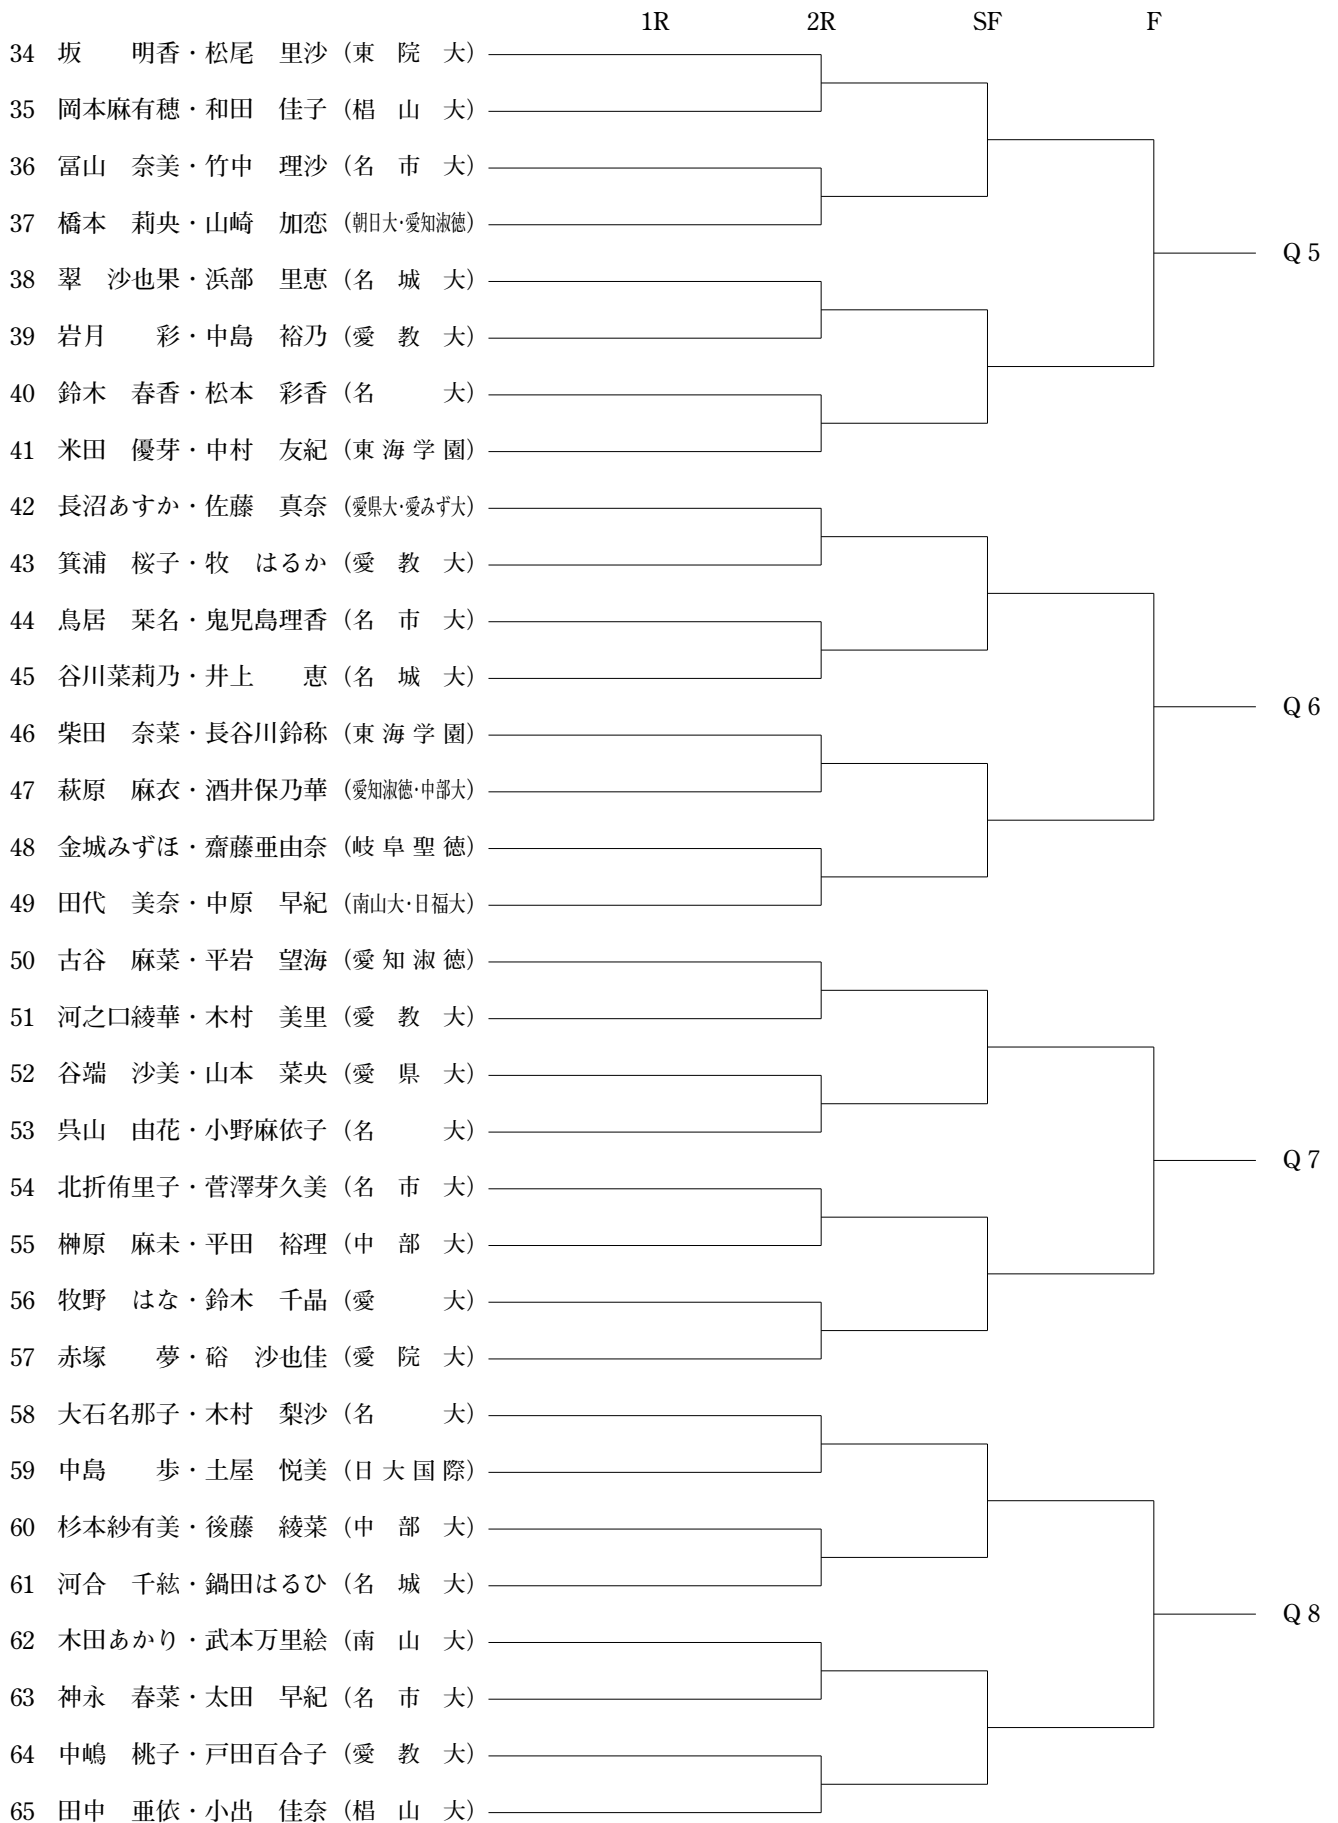 1R 2R SF F
34 坂　　明香・松尾　里沙（東　院　大）
35 岡本麻有穂・和田　佳子（椙　山　大）
36 冨山　奈美・竹中　理沙（名　市　大）
37 橋本　莉央・山崎　加恋（朝日大・愛知淑徳）
Q 5
38 翠　沙也果・浜部　里恵（名　城　大）
39 岩月　　彩・中島　裕乃（愛　教　大）
40 鈴木　春香・松本　彩香（名　　　大）
41 米田　優芽・中村　友紀（東 海 学 園）
42 長沼あすか・佐藤　真奈（愛県大・愛みず大）
43 箕浦　桜子・牧　はるか（愛　教　大）
44 鳥居　栞名・鬼児島理香（名　市　大）
45 谷川菜莉乃・井上　　恵（名　城　大）
Q 6
46 柴田　奈菜・長谷川鈴称（東 海 学 園）
47 萩原　麻衣・酒井保乃華（愛知淑徳・中部大）
48 金城みずほ・齋藤亜由奈（岐 阜 聖 徳）
49 田代　美奈・中原　早紀（南山大・日福大）
50 古谷　麻菜・平岩　望海（愛 知 淑 徳）
51 河之口綾華・木村　美里（愛　教　大）
52 谷端　沙美・山本　菜央（愛　県　大）
53 呉山　由花・小野麻依子（名　　　大）
Q 7
54 北折侑里子・菅澤芽久美（名　市　大）
55 榊原　麻未・平田　裕理（中　部　大）
56 牧野　はな・鈴木　千晶（愛　　　大）
57 赤塚　　夢・硲　沙也佳（愛　院　大）
58 大石名那子・木村　梨沙（名　　　大）
59 中島　　歩・土屋　悦美（日 大 国 際）
60 杉本紗有美・後藤　綾菜（中　部　大）
61 河合　千紘・鍋田はるひ（名　城　大）
Q 8
62 木田あかり・武本万里絵（南　山　大）
63 神永　春菜・太田　早紀（名　市　大）
64 中嶋　桃子・戸田百合子（愛　教　大）
65 田中　亜依・小出　佳奈（椙　山　大）